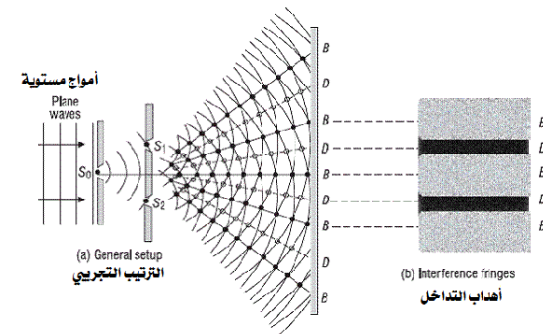 أمواج مستوية
Plane
waves
S0
S1
S2
B
D
B
D
B
D
B
D
B
B
D
B
D
B
(a) General setup
الترتيب التجريبي
(b) Interference fringes
أهداب التداخل